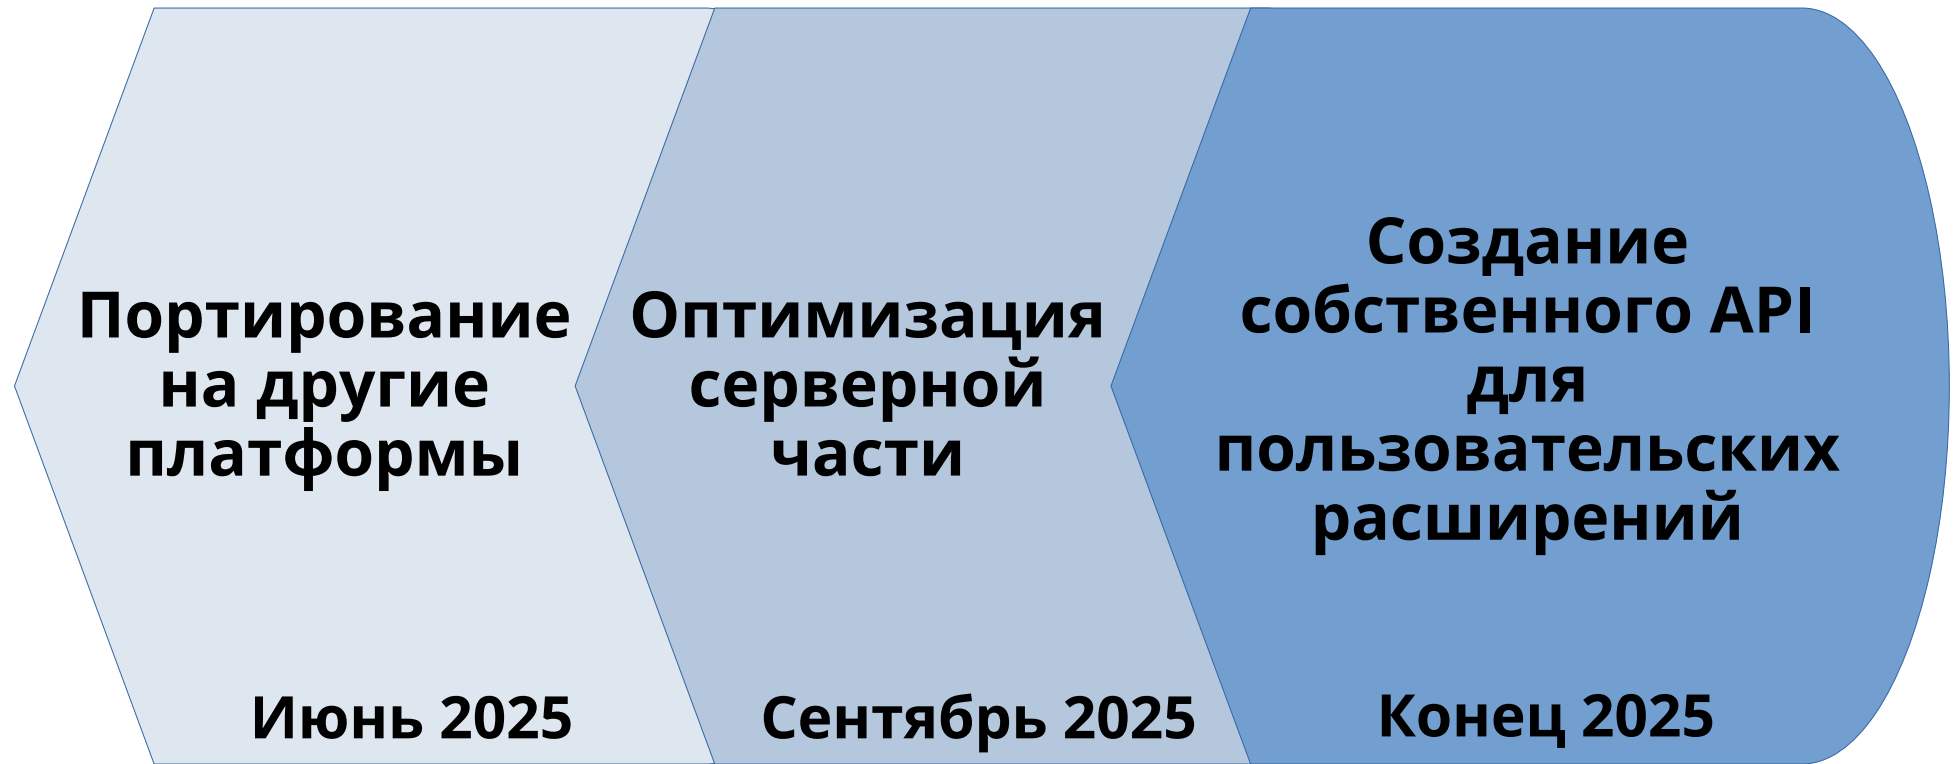 Портирование
на другие
платформы
Июнь 2025
Оптимизация
серверной
части
Сентябрь 2025
Создание
собственного API
для
пользовательских
расширений
Конец 2025